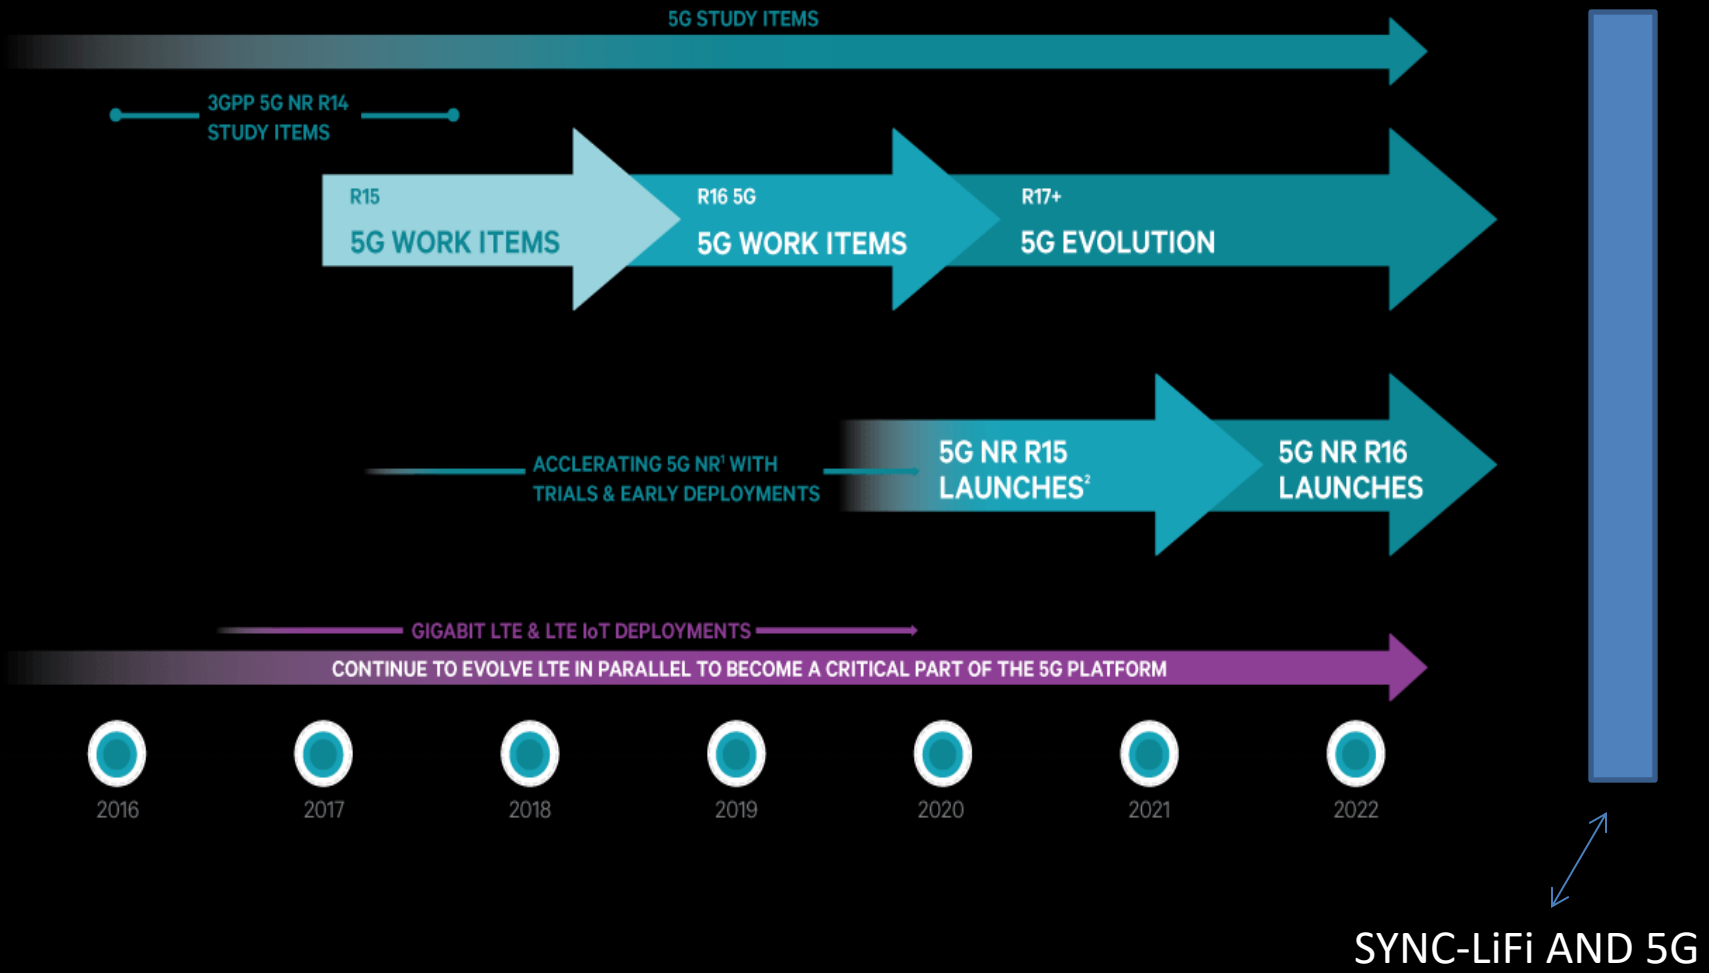 5G STUDY ITEMS
3GPP 5G NR R14
STUDY ITEMS
R15
5G WORK ITEMS
R16 5G
5G WORK ITEMS
R17+
5G EVOLUTION
ACCLERATING 5G NR¹ WITH
TRIALS & EARLY DEPLOYMENTS
5G NR R15
LAUNCHES²
5G NR R16
LAUNCHES
GIGABIT LTE & LTE IoT DEPLOYMENTS
CONTINUE TO EVOLVE LTE IN PARALLEL TO BECOME A CRITICAL PART OF THE 5G PLATFORM
2016
2017
2018
2019
2020
2021
2022
SYNC-LiFi AND 5G